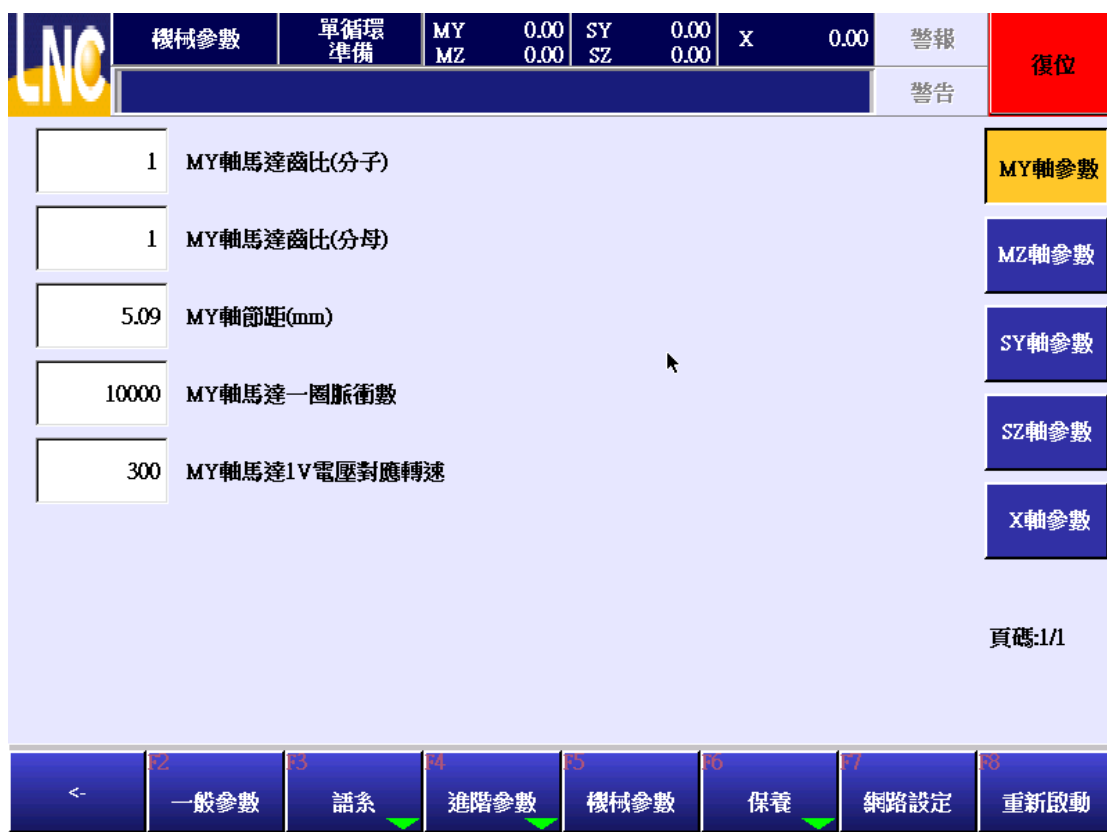 LNC
機械參數
單循環
準備
MY 0.00 SY 0.00 X 0.00
MZ 0.00 SZ 0.00
警報
警告
復位
1 MY軸馬達齒比(分子)
1 MY軸馬達齒比(分母)
5.09 MY軸節距(mm)
10000 MY軸馬達一圈脈衝數
300 MY軸馬達1V電壓對應轉速
MY軸參數
MZ軸參數
SY軸參數
SZ軸參數
X軸參數
頁碼:1/1
<-
F2 一般參數
F3 語系
F4 進階參數
F5 機械參數
F6 保養
F7 網路設定
F8 重新啟動